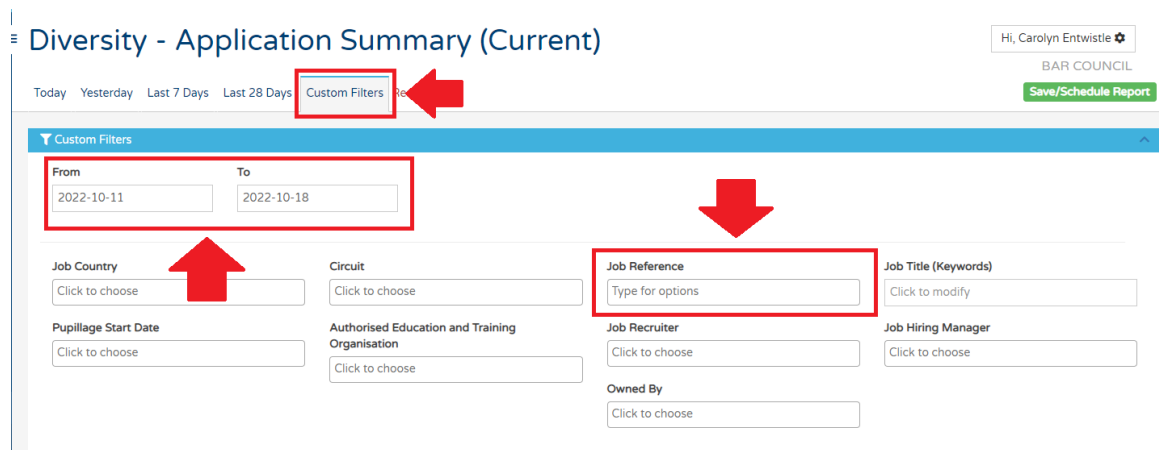 Diversity - Application Summary (Current)
Hi, Carolyn Entwistle
BAR COUNCIL
Today Yesterday Last 7 Days Last 28 Days Custom Filters
Save/Schedule Report
Custom Filters
From To
2022-10-11 2022-10-18
Job Country Circuit Job Reference Job Title (Keywords)
Click to choose Click to choose Type for options Click to modify
Pupillage Start Date Authorised Education and Training Organisation Job Recruiter Job Hiring Manager
Click to choose Click to choose Click to choose Click to choose
Owned By
Click to choose